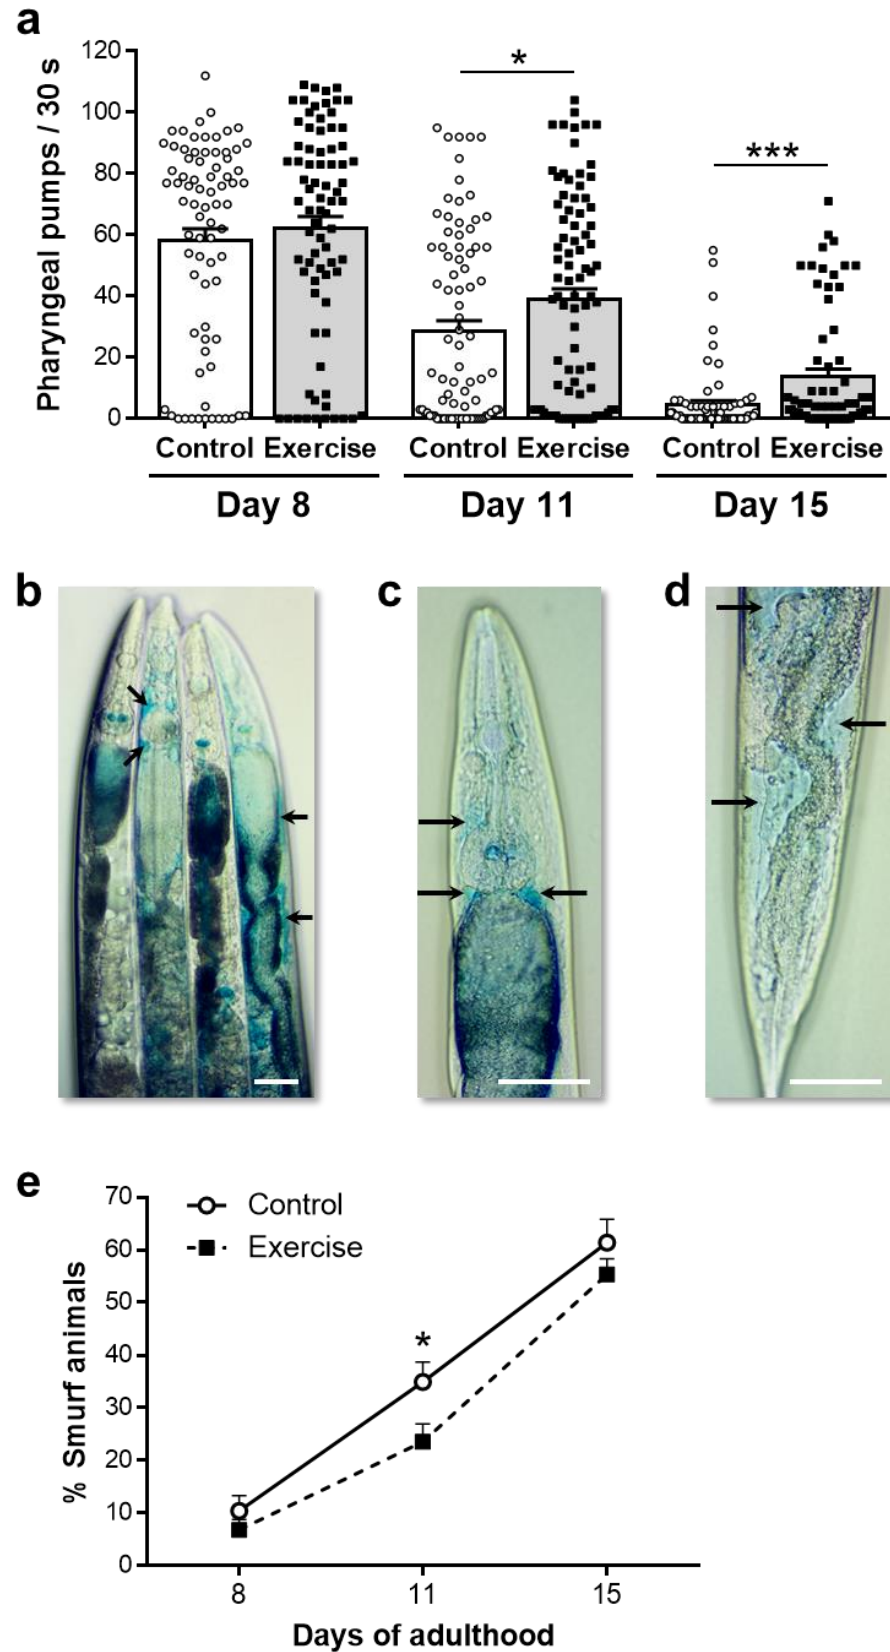 a
Pharyngeal pumps / 30 s
120
100
80
60
40
20
0
*
***
Control Exercise Control Exercise Control Exercise
Day 8 Day 11 Day 15
b c d
e
% Smurf animals
70
60
50
40
30
20
10
0
Control
Exercise
*
8 11 15
Days of adulthood